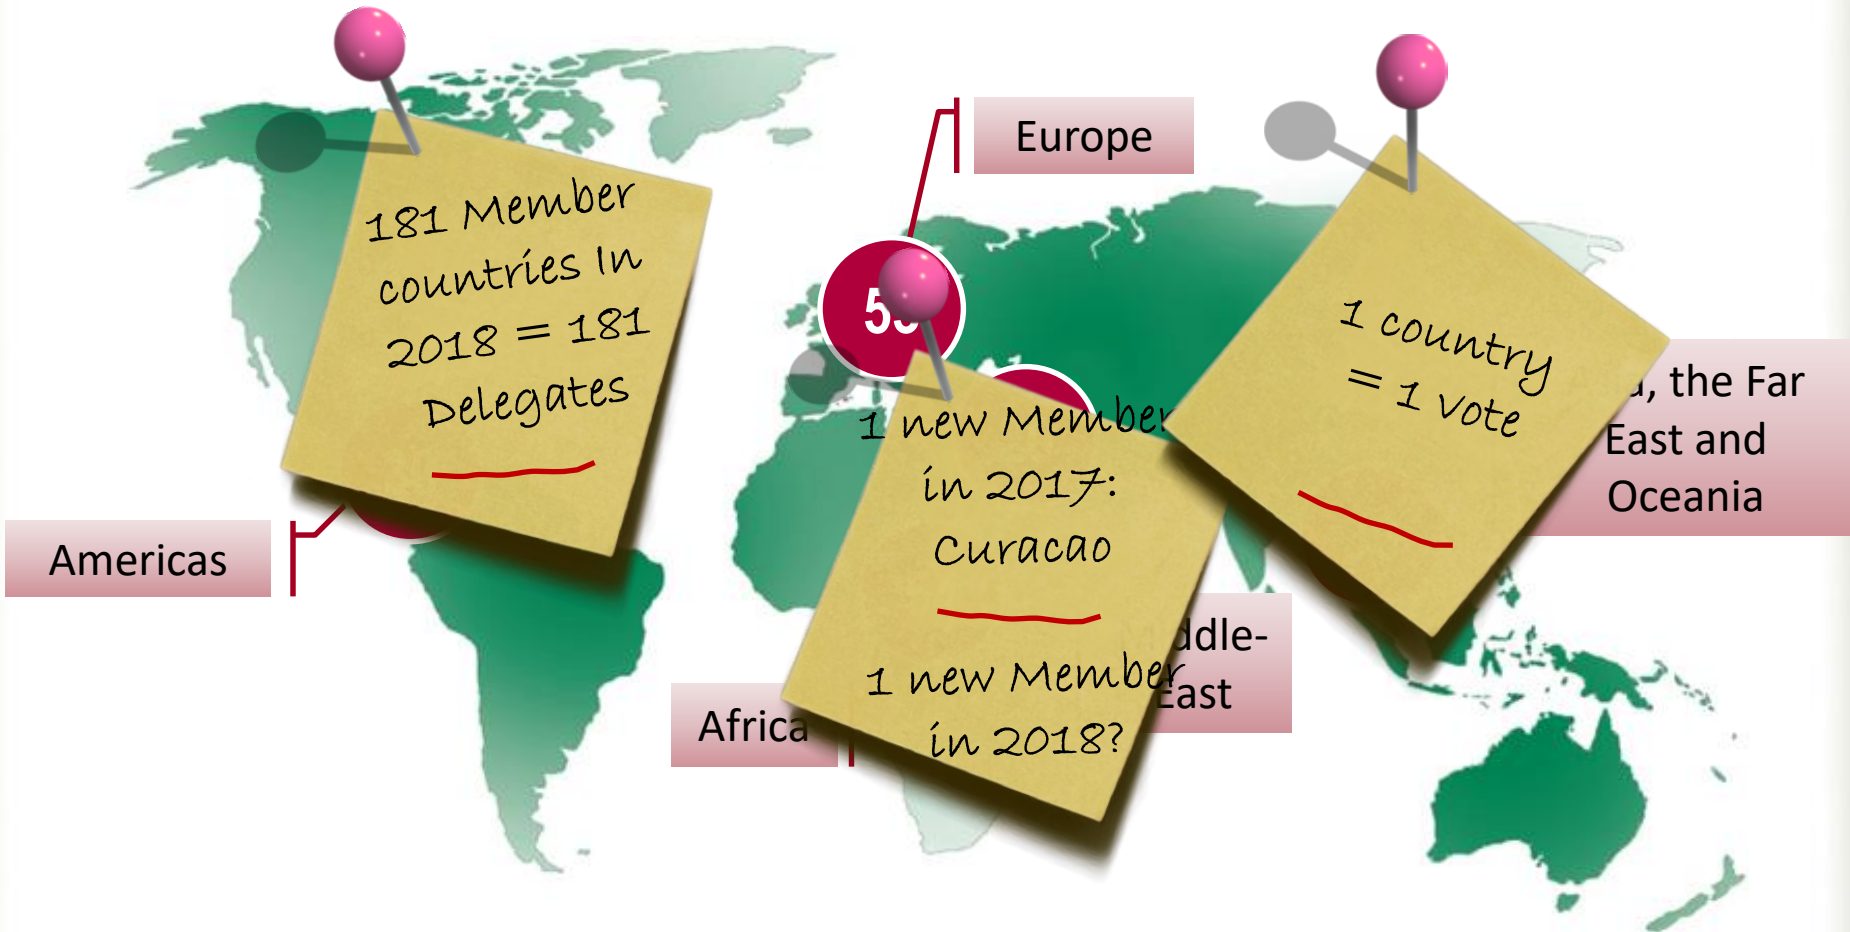 181 Member
countries In
2018 = 181
Delegates
Europe
1 country
= 1 vote
the Far
East and
Oceania
1 new Member
in 2017:
Curacao
1 new Member
in 2018?
East
Americas
Africa